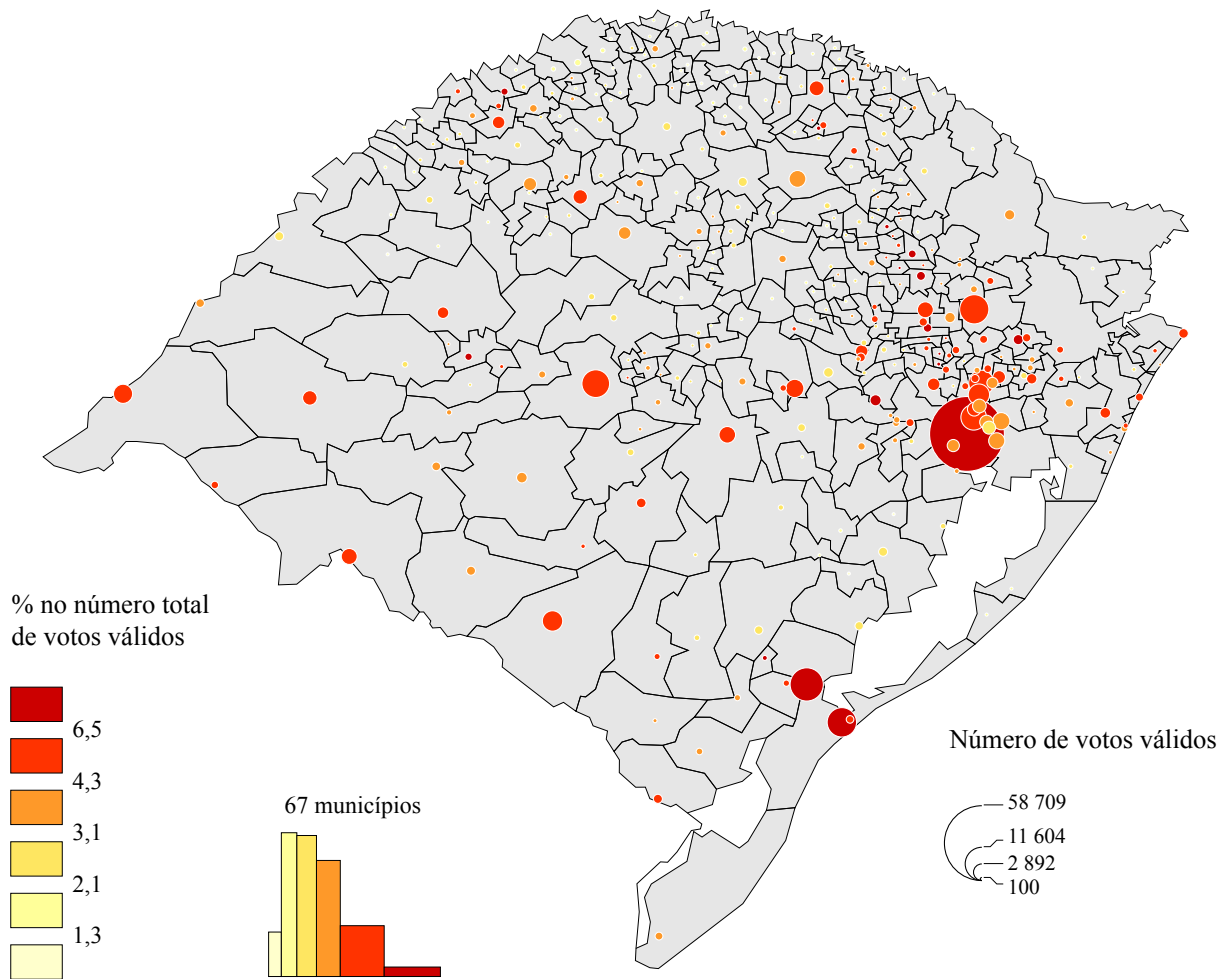 % no número total
de votos válidos
6,5
4,3
3,1
2,1
1,3
67 municípios
Número de votos válidos
58 709
11 604
2 892
100